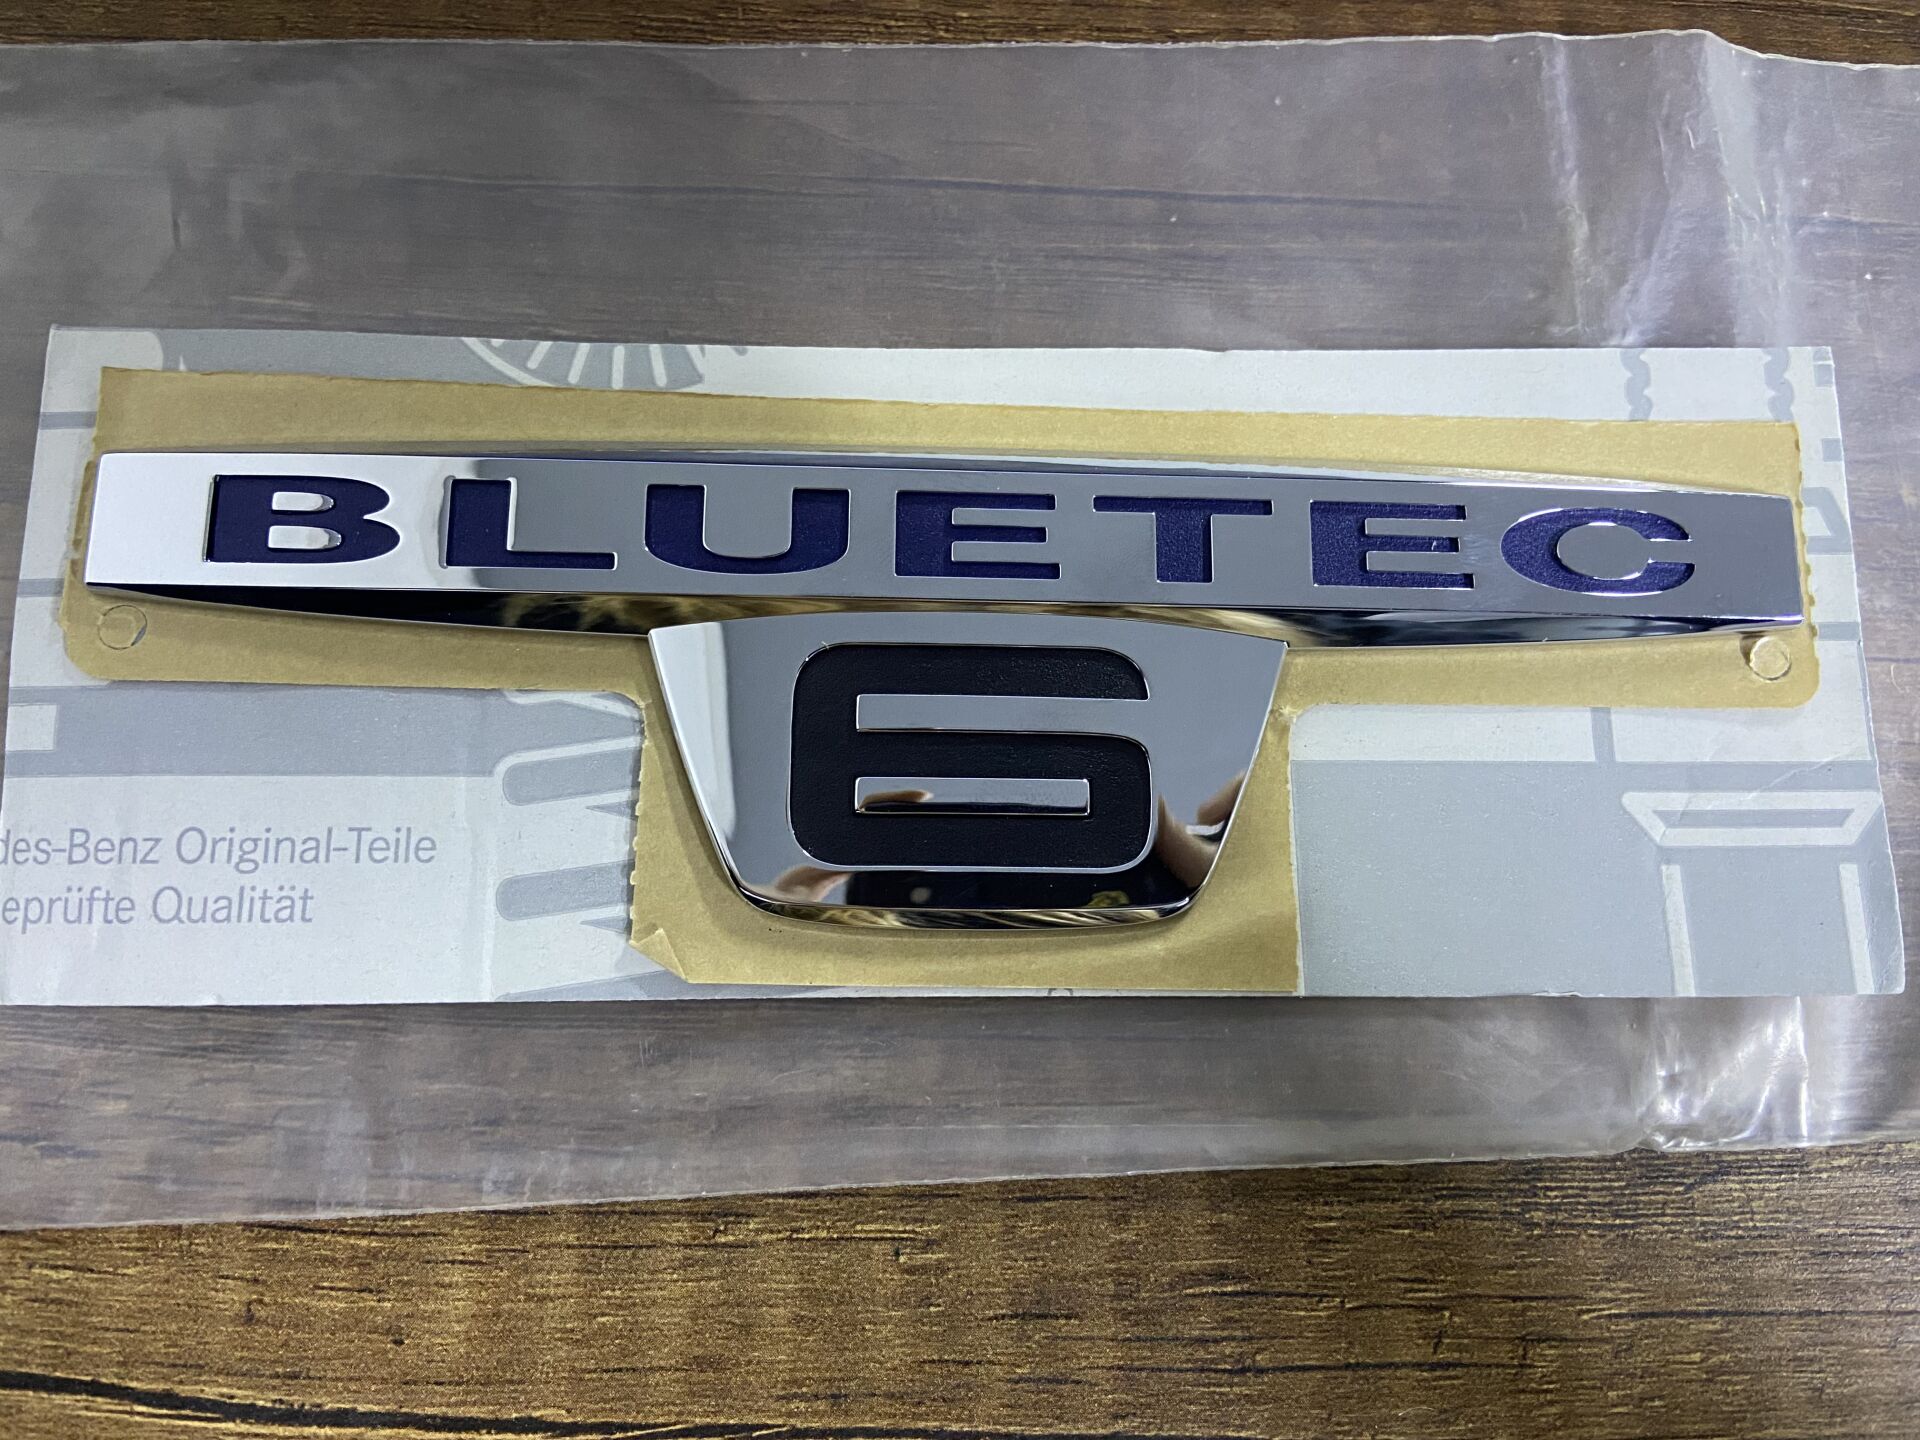 BLUETEC
6
des-Benz Original-Teile
eprüfte Qualität